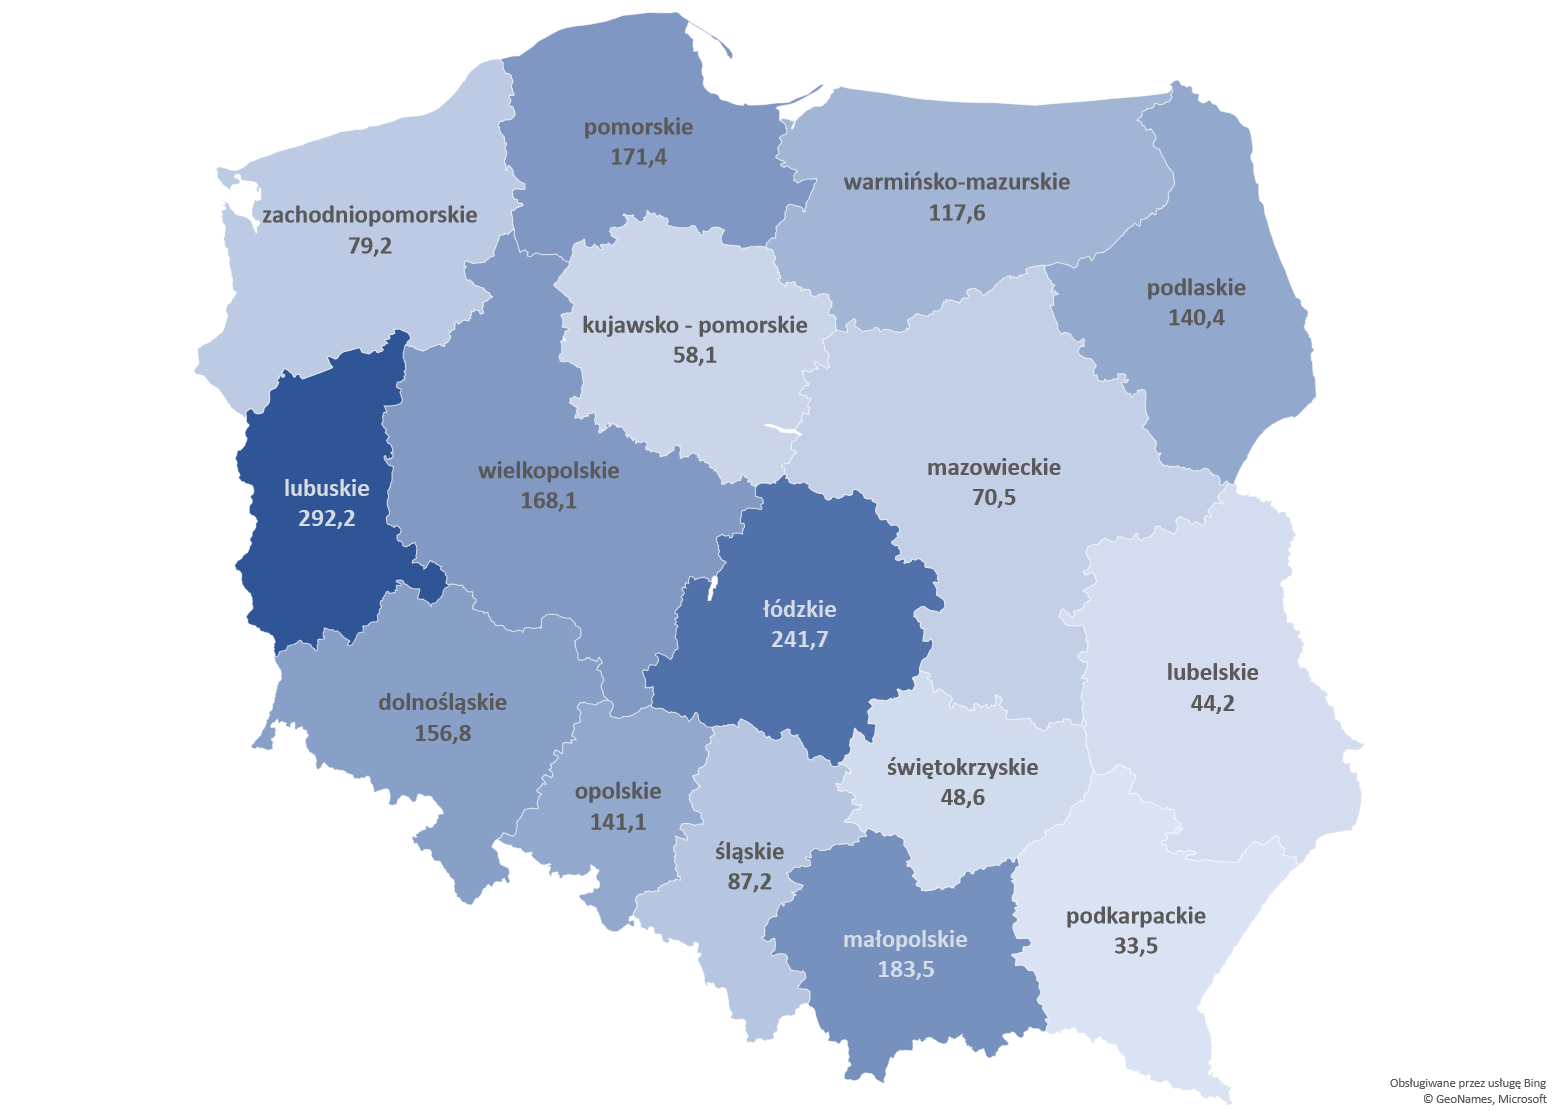 pomorskie
171,4
warmińsko-mazurskie
117,6
zachodniopomorskie
79,2
podlaskie
140,4
kujawsko - pomorskie
58,1
wielkopolskie
168,1
mazowieckie
70,5
lubuskie
292,2
łódzkie
241,7
lubelskie
44,2
dolnośląskie
156,8
świętokrzyskie
48,6
opolskie
141,1
śląskie
87,2
podkarpackie
33,5
małopolskie
183,5
Obsługiwane przez usługę Bing
© GeoNames, Microsoft